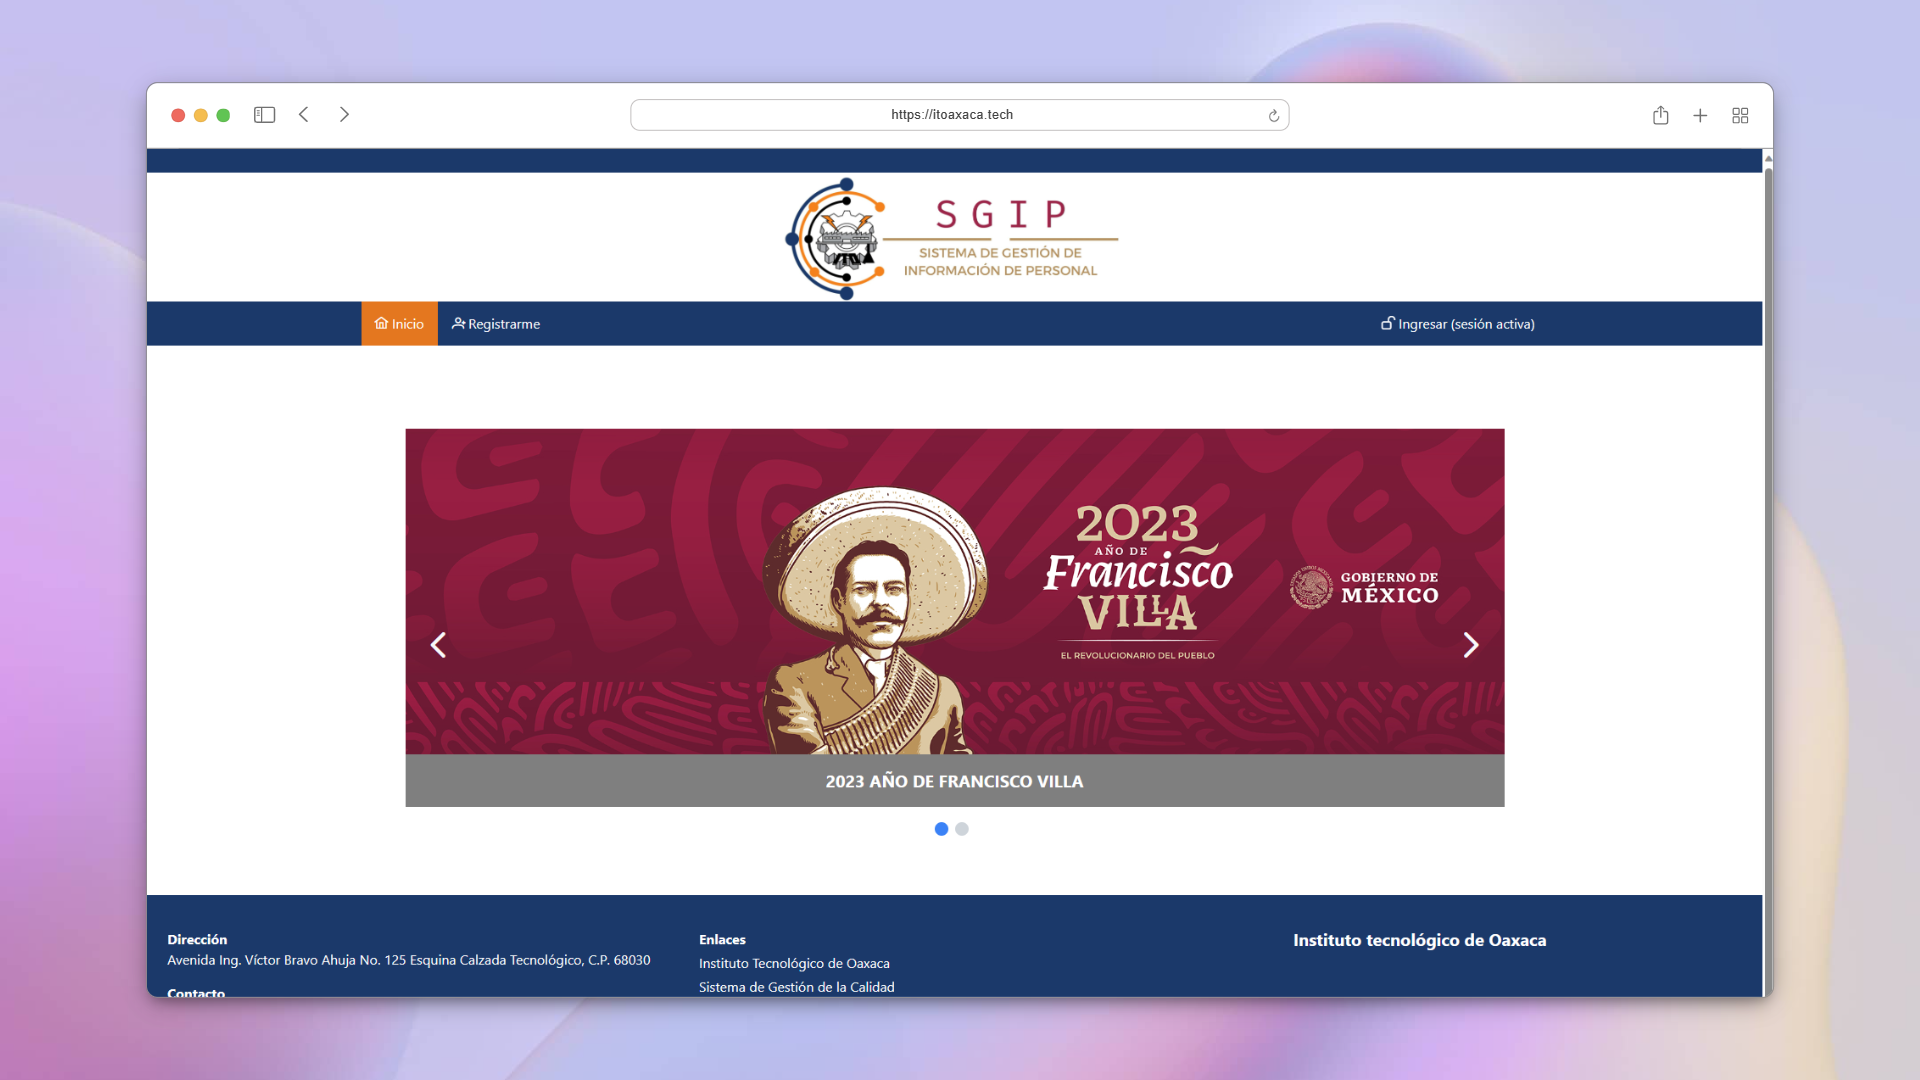 https://itoaxaca.tech
ITO
SGIP
SISTEMA DE GESTIÓN DE
INFORMACIÓN DE PERSONAL
Inicio
Registrarme
Ingresar (sesión activa)
2023
AÑO DE
Francisco
VILLA
EL REVOLUCIONARIO DEL PUEBLO
GOBIERNO DE
MÉXICO
2023 AÑO DE FRANCISCO VILLA
Dirección
Avenida Ing. Víctor Bravo Ahuja No. 125 Esquina Calzada Tecnológico, C.P. 68030
Contacto
Enlaces
Instituto Tecnológico de Oaxaca
Sistema de Gestión de la Calidad
Instituto tecnológico de Oaxaca